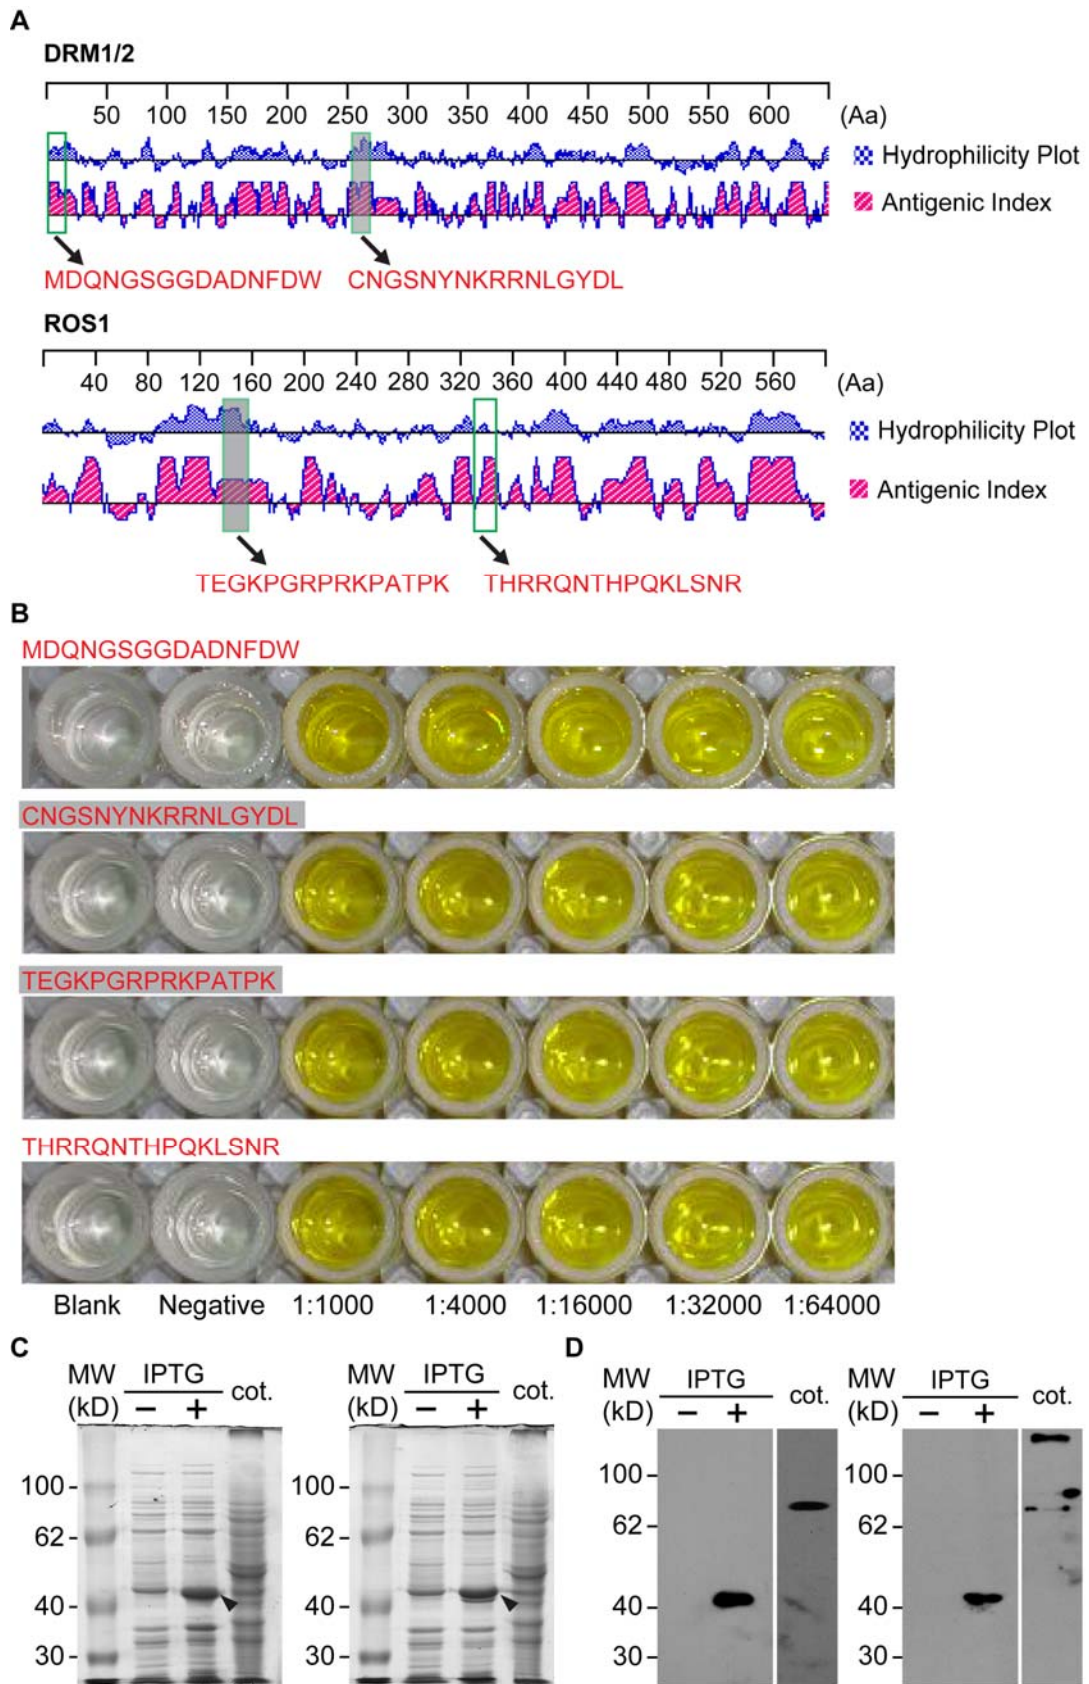 A
DRM1/2
50 100 150 200 250 300 350 400 450 500 550 600 (Aa)
Hydrophilicity Plot
Antigenic Index
MDQNGSGGDADNFDW CNGSNYNKRRNLGYDL
ROS1
40 80 120 160 200 240 280 320 360 400 440 480 520 560 (Aa)
Hydrophilicity Plot
Antigenic Index
TEGKPGRPRKPATPK THRRQNTHPQKLSNR
B
MDQNGSGGDADNFDW
CNGSNYNKRRNLGYDL
TEGKPGRPRKPATPK
THRRQNTHPQKLSNR
Blank Negative 1:1000 1:4000 1:16000 1:32000 1:64000
C D
MW IPTG cot. MW IPTG cot. MW IPTG cot. MW IPTG cot.
(kD) − + (kD) − + (kD) − + (kD) − +
100 100 100 100
62 62 62 62
40 40 40 40
30 30 30 30